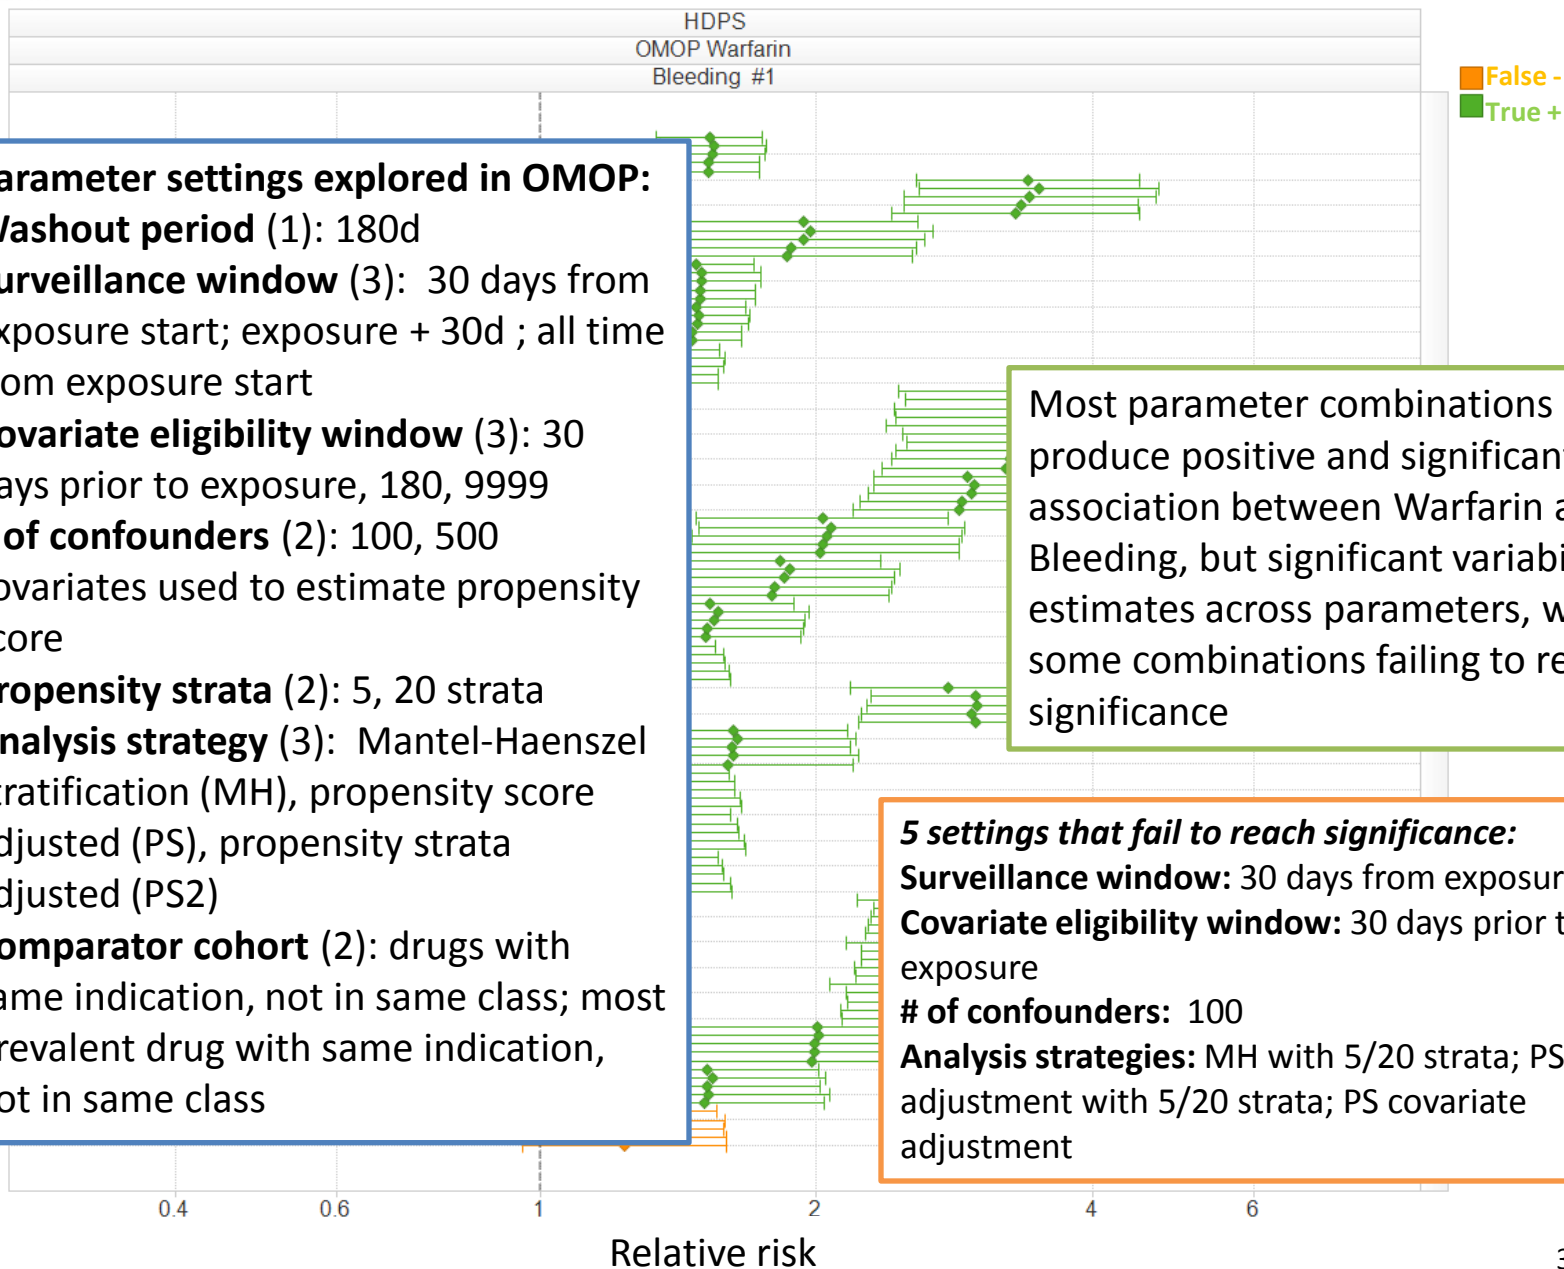 HDPS
OMOP Warfarin
Bleeding #1
False -
True +
arameter settings explored in OMOP:
ashout period (1): 180d
urveillance window (3): 30 days from
xposure start; exposure + 30d ; all time
om exposure start
ovariate eligibility window (3): 30
ays prior to exposure, 180, 9999
of confounders (2): 100, 500
ovariates used to estimate propensity
core
ropensity strata (2): 5, 20 strata
nalysis strategy (3): Mantel-Haenszel
tratification (MH), propensity score
djusted (PS), propensity strata
djusted (PS2)
omparator cohort (2): drugs with
ame indication, not in same class; most
revalent drug with same indication,
ot in same class
Most parameter combinations
produce positive and significant
association between Warfarin a
Bleeding, but significant variabi
estimates across parameters, w
some combinations failing to re
significance
5 settings that fail to reach significance:
Surveillance window: 30 days from exposur
Covariate eligibility window: 30 days prior t
exposure
# of confounders: 100
Analysis strategies: MH with 5/20 strata; PS
adjustment with 5/20 strata; PS covariate
adjustment
0.4 0.6 1 2 4 6
Relative risk
3